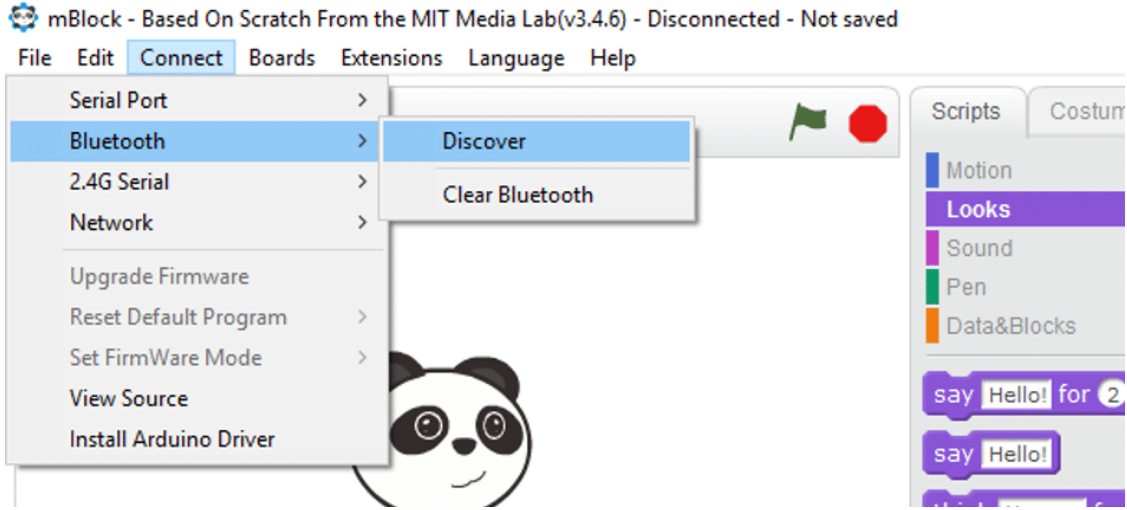 mBlock - Based On Scratch From the MIT Media Lab(v3.4.6) - Disconnected - Not saved
File Edit Connect Boards Extensions Language Help
Serial Port
Bluetooth
2.4G Serial
Network
Upgrade Firmware
Reset Default Program
Set FirmWare Mode
View Source
Install Arduino Driver
Discover
Clear Bluetooth
Scripts Costum
Motion
Looks
Sound
Pen
Data&Blocks
say Hello! for 2
say Hello!